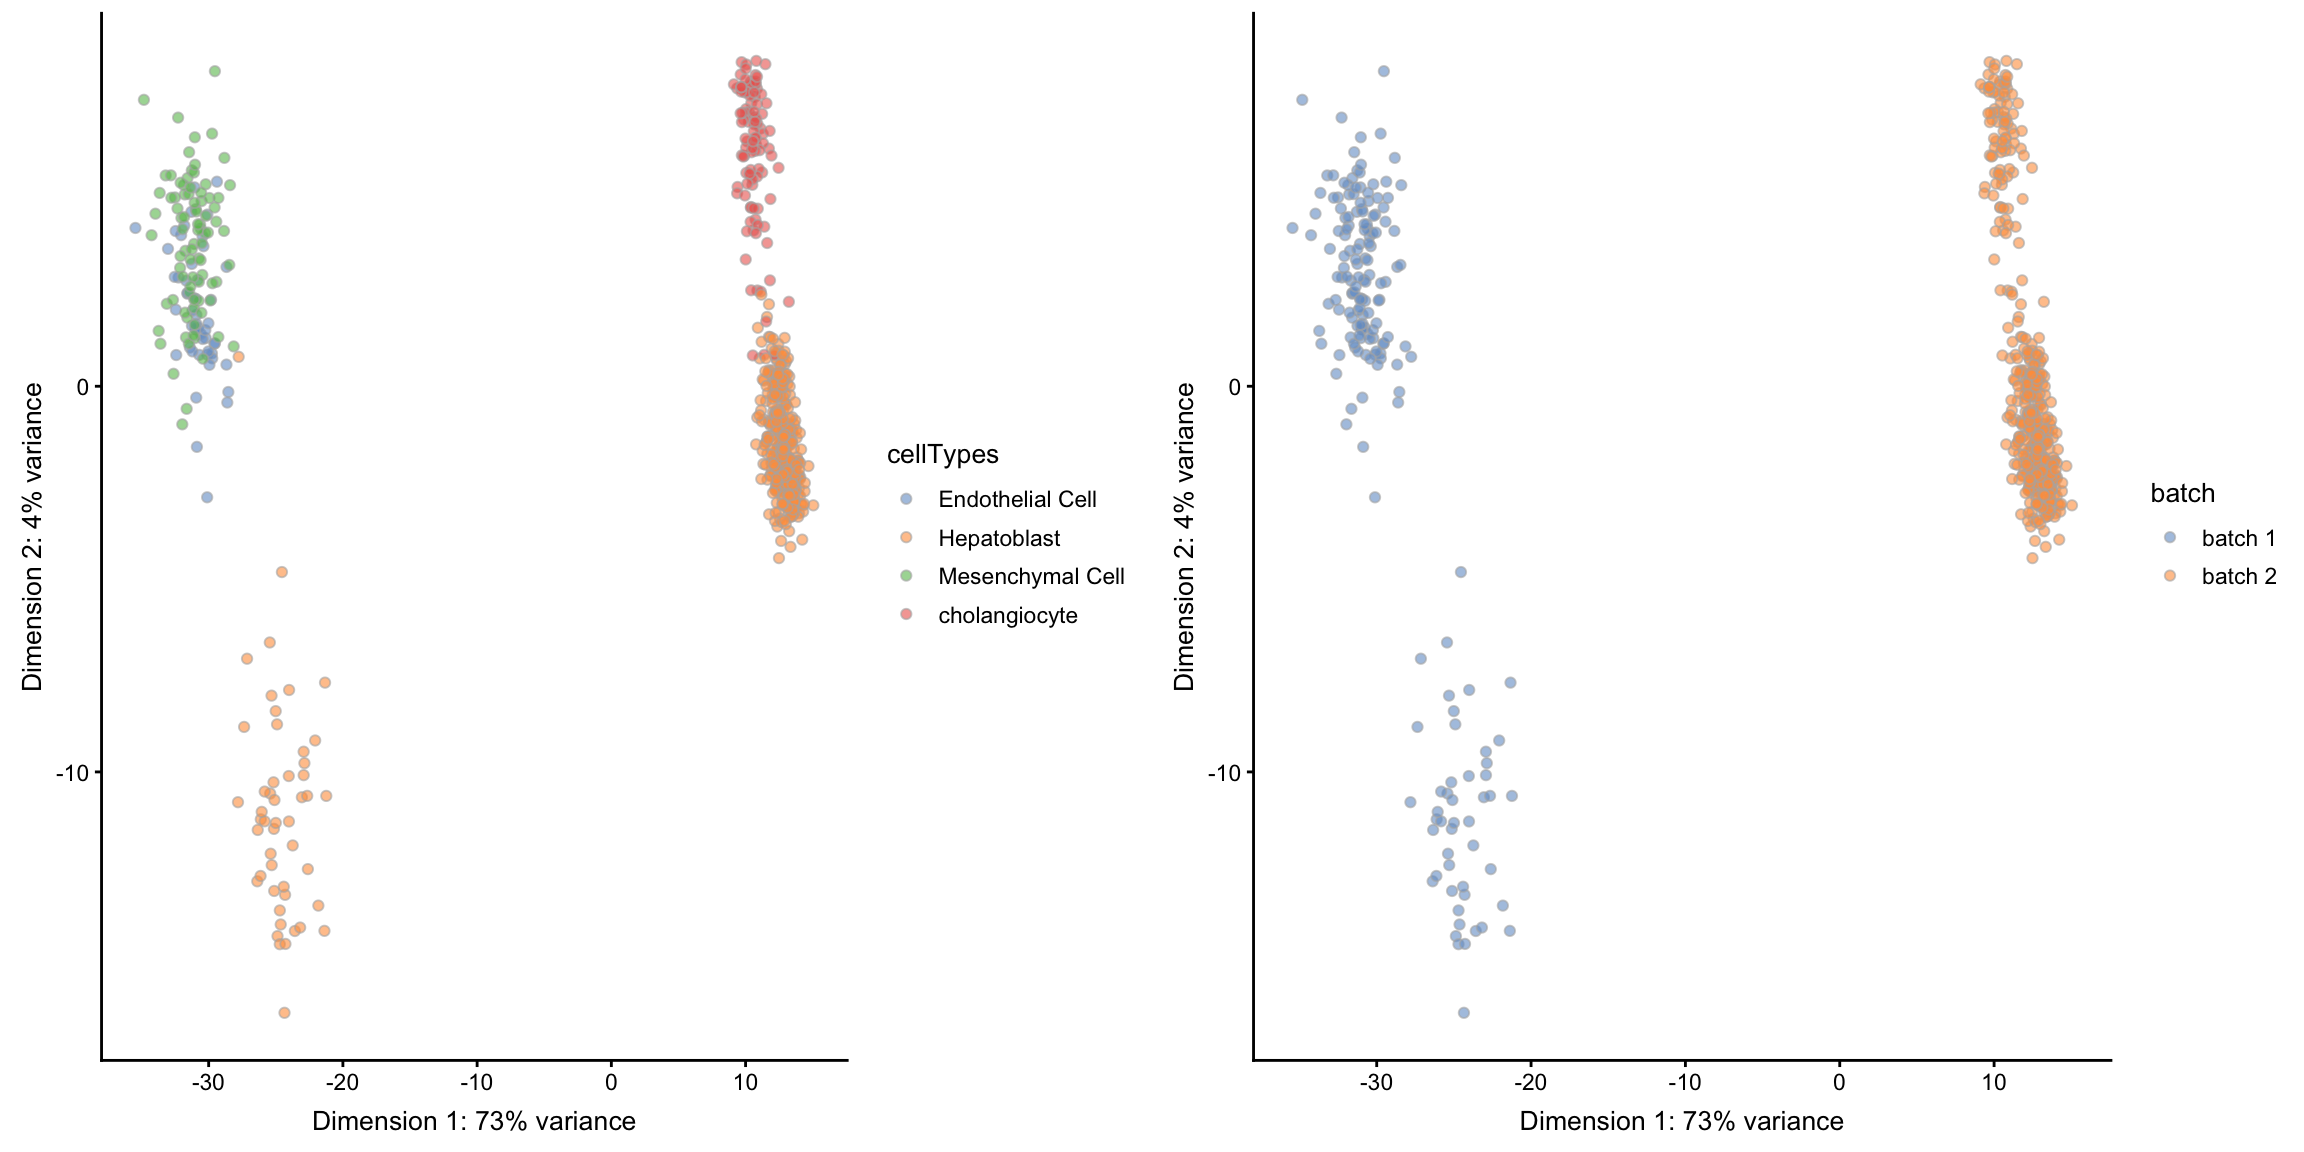 Dimension 2: 4% variance
0
-10
-30
-20
-10
0
10
Dimension 1: 73% variance
cellTypes
Endothelial Cell
Hepatoblast
Mesenchymal Cell
cholangiocyte
Dimension 2: 4% variance
0
-10
-30
-20
-10
0
10
Dimension 1: 73% variance
batch
batch 1
batch 2